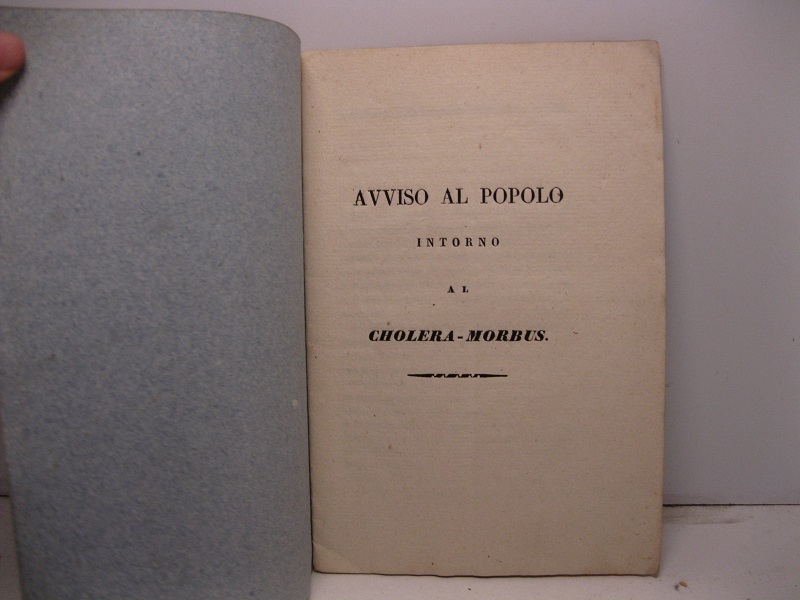 AVVISO AL POPOLO
INTORNO
AL
CHOLERA-MORBUS.